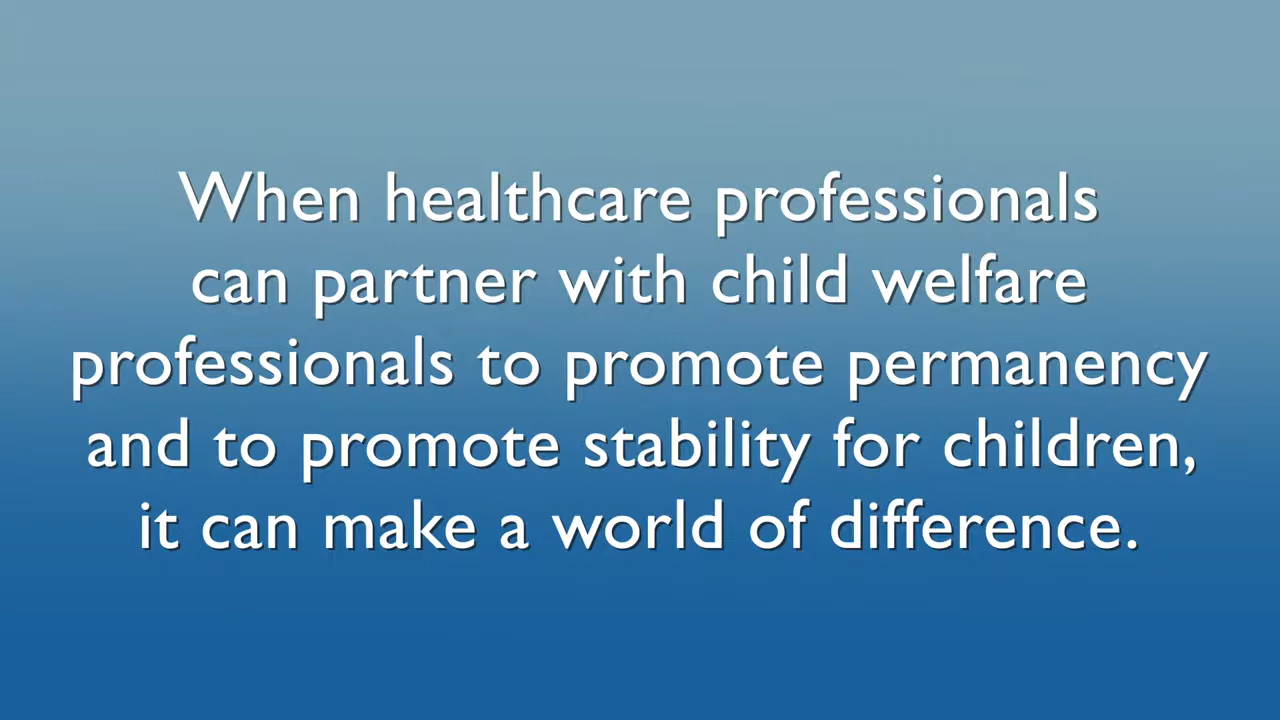 When healthcare professionals
can partner with child welfare
professionals to promote permanency
and to promote stability for children,
it can make a world of difference.